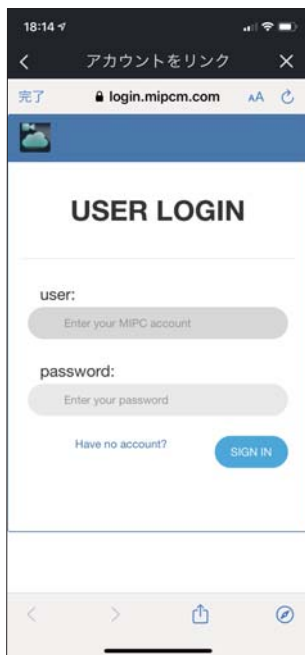 18:14
アカウントをリンク
完了 login.mipcm.com AA
USER LOGIN
user:
Enter your MIPC account
password:
Enter your password
Have no account? SIGN IN